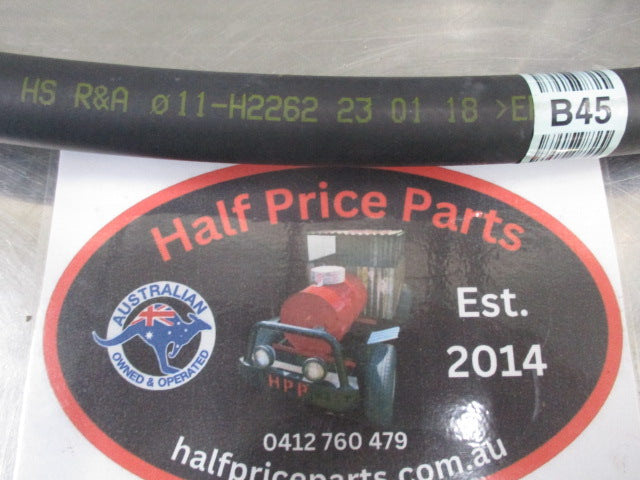 HS R&A ø11-H2262 23 01 18 >E
B45
Half Price Parts
AUSTRALIAN
OWNED & OPERATED
Est.
2014
HPP
0412 760 479
halfpriceparts.com.au